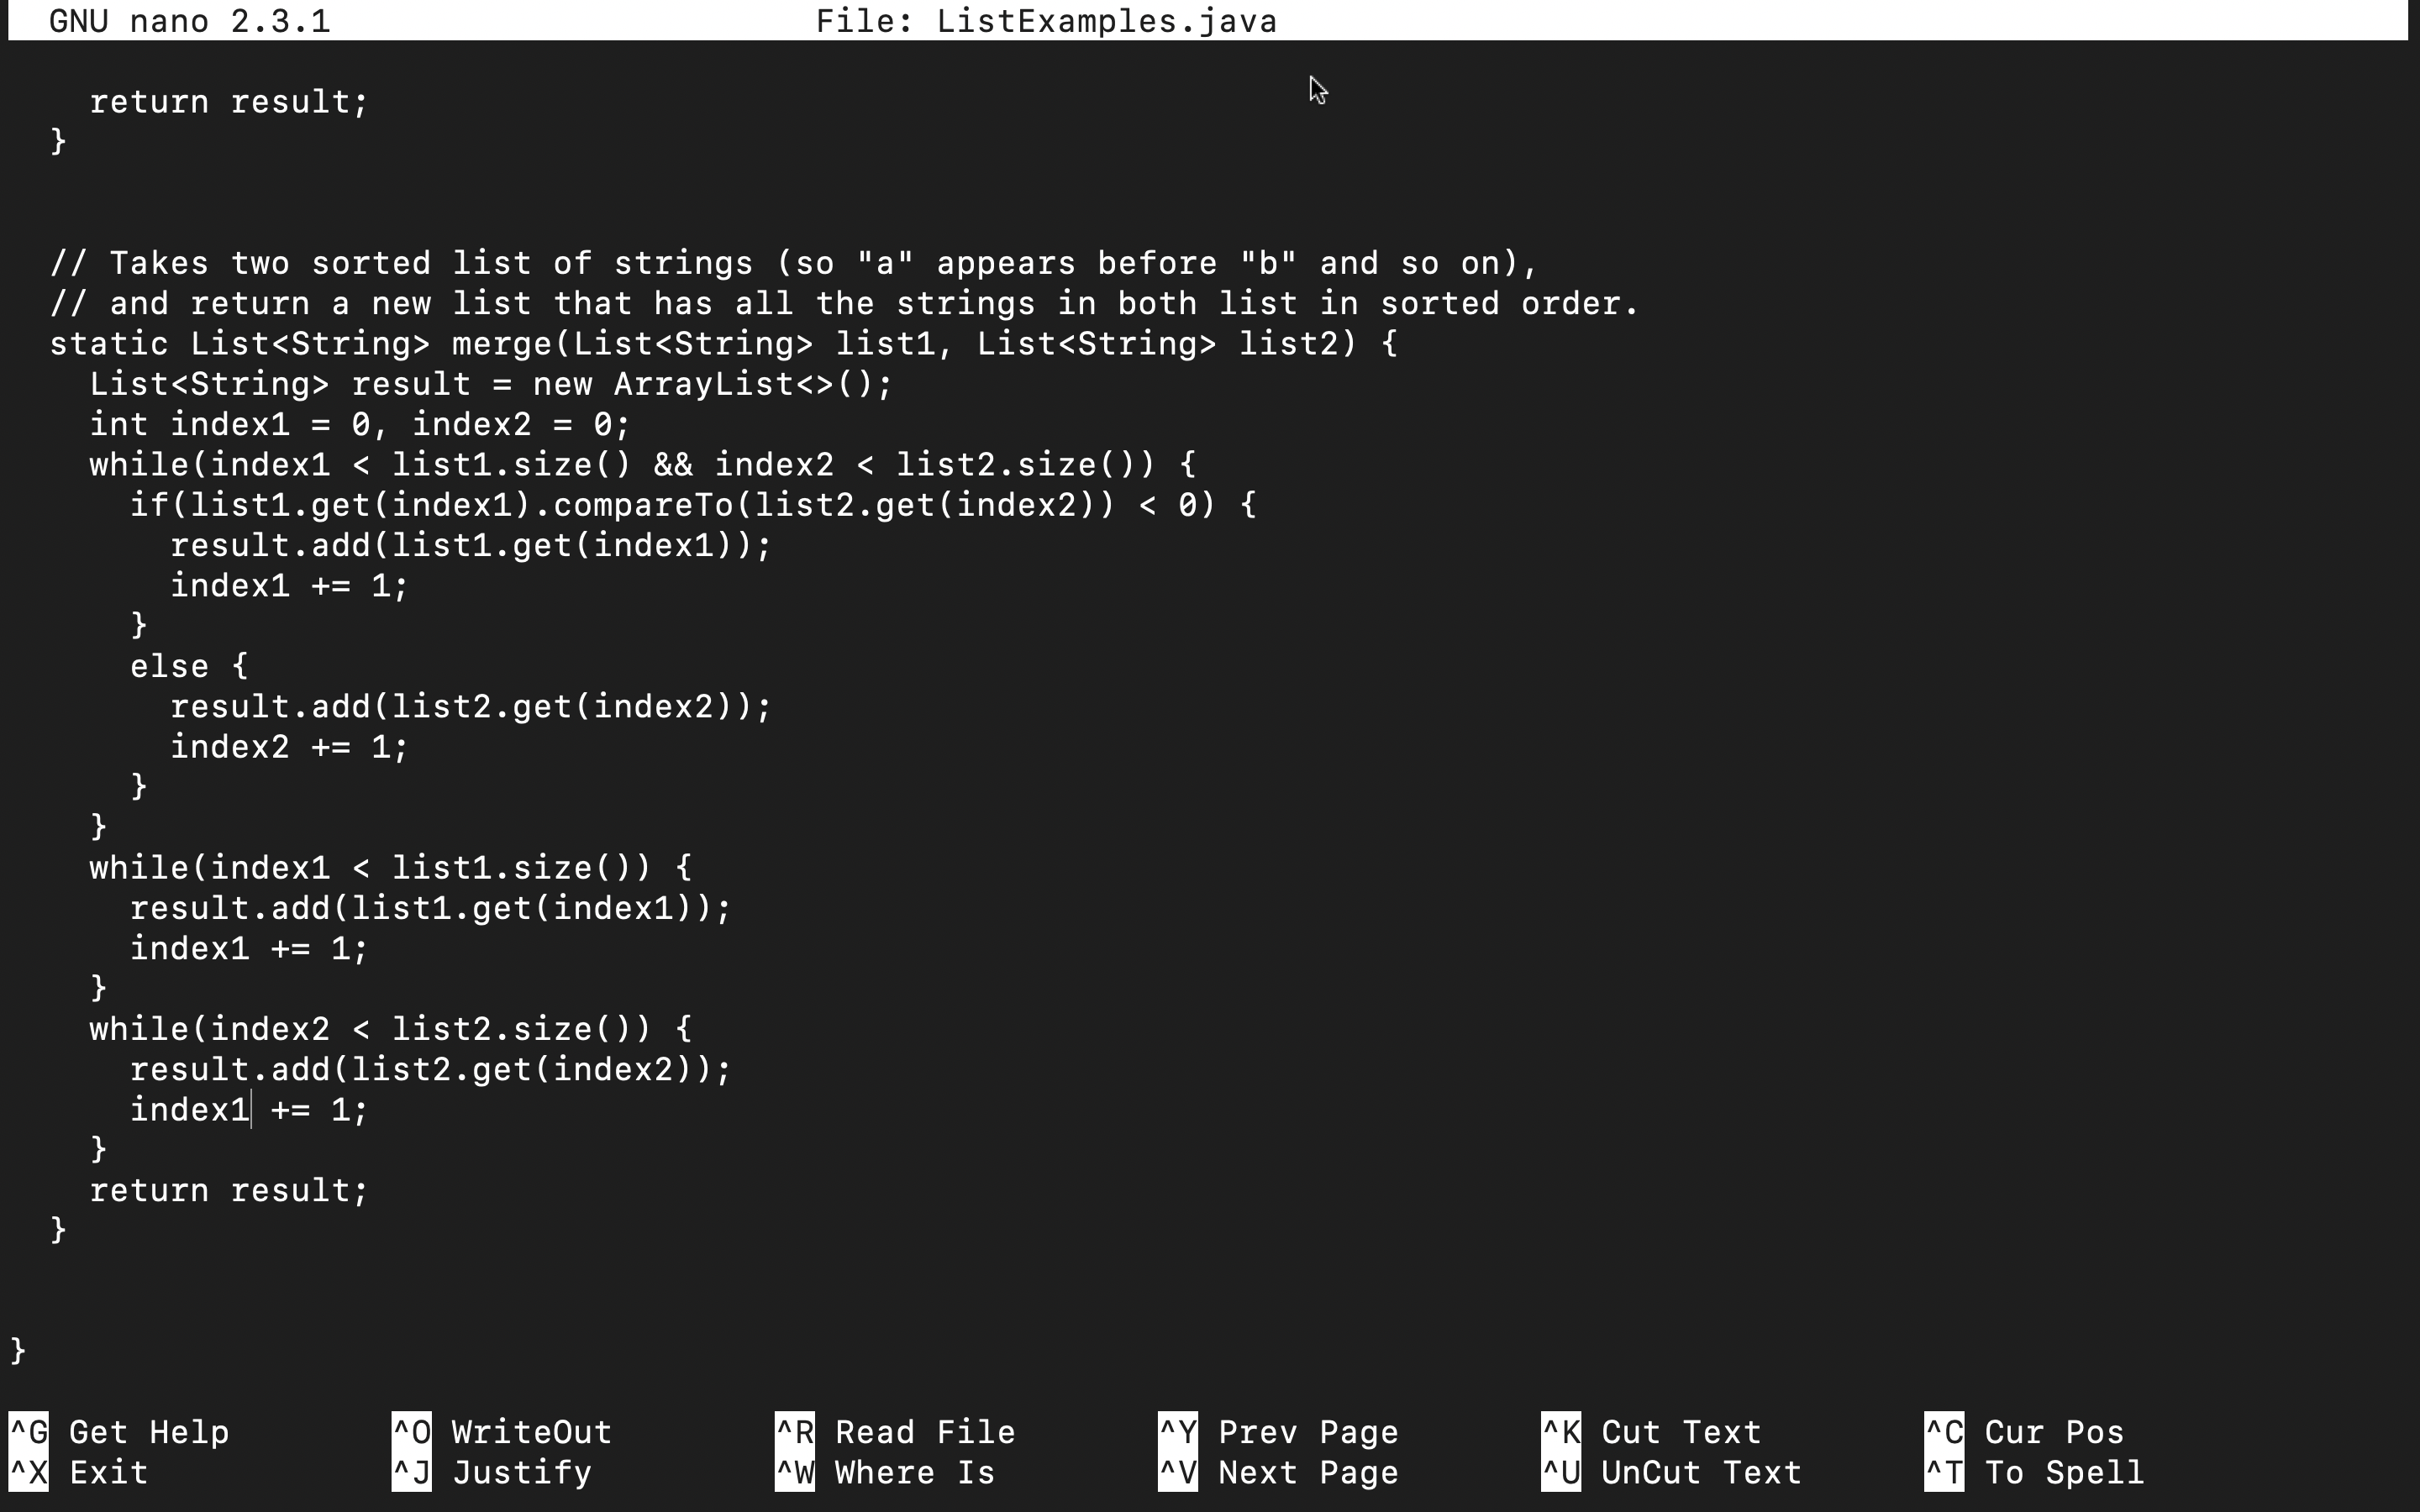 GNU nano 2.3.1 File: ListExamples.java
    return result;
  }
  // Takes two sorted list of strings (so "a" appears before "b" and so on),
  // and return a new list that has all the strings in both list in sorted order.
  static List<String> merge(List<String> list1, List<String> list2) {
    List<String> result = new ArrayList<>();
    int index1 = 0, index2 = 0;
    while(index1 < list1.size() && index2 < list2.size()) {
      if(list1.get(index1).compareTo(list2.get(index2)) < 0) {
        result.add(list1.get(index1));
        index1 += 1;
      }
      else {
        result.add(list2.get(index2));
        index2 += 1;
      }
    }
    while(index1 < list1.size()) {
      result.add(list1.get(index1));
      index1 += 1;
    }
    while(index2 < list2.size()) {
      result.add(list2.get(index2));
      index1 += 1;
    }
    return result;
  }
}
^G Get Help ^O WriteOut ^R Read File ^Y Prev Page ^K Cut Text ^C Cur Pos
^X Exit ^J Justify ^W Where Is ^V Next Page ^U UnCut Text ^T To Spell